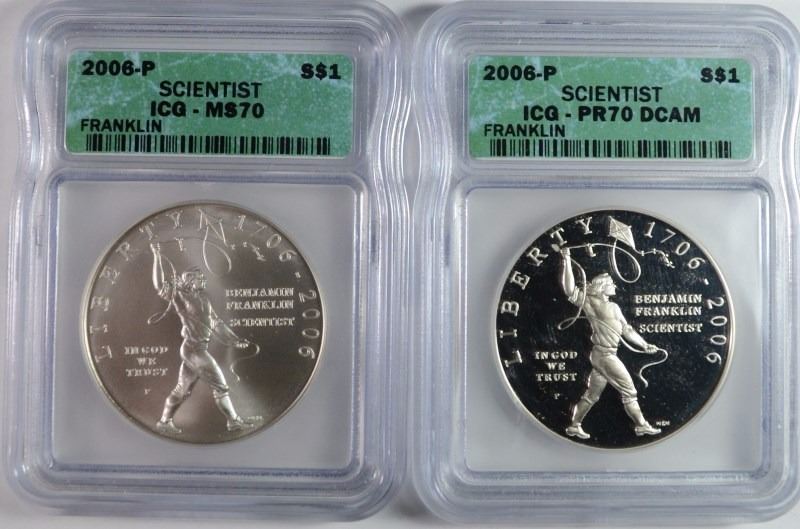 2006-P S$1
SCIENTIST
ICG - MS70
FRANKLIN
LIBERTY 1706-2006
BENJAMIN
FRANKLIN
SCIENTIST
IN GOD
WE
TRUST
P
2006-P S$1
SCIENTIST
ICG - PR70 DCAM
FRANKLIN
LIBERTY 1706-2006
BENJAMIN
FRANKLIN
SCIENTIST
IN GOD
WE
TRUST
P